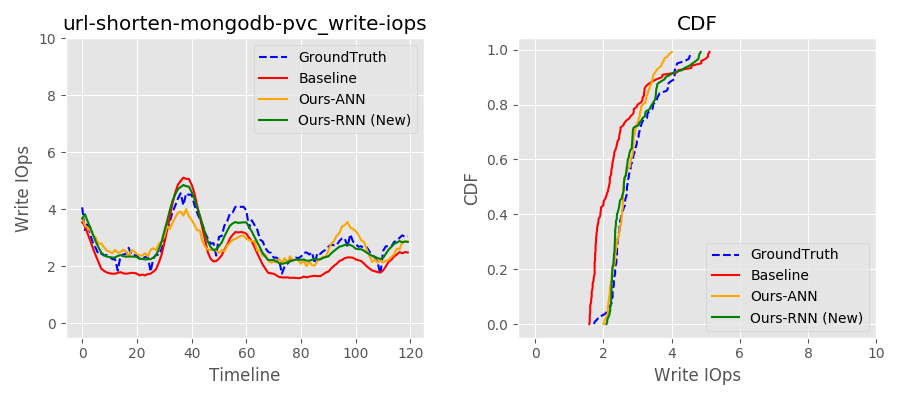 url-shorten-mongodb-pvc_write-iops
10
8
6
4
2
0
Write IOps
0 20 40 60 80 100 120
Timeline
GroundTruth
Baseline
Ours-ANN
Ours-RNN (New)
CDF
1.0
0.8
0.6
0.4
0.2
0.0
CDF
0 2 4 6 8 10
Write IOps
GroundTruth
Baseline
Ours-ANN
Ours-RNN (New)